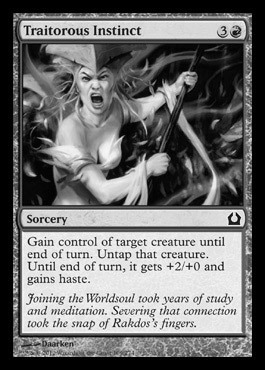 Traitorous Instinct 3
Sorcery
Gain control of target creature until
end of turn. Untap that creature.
Until end of turn, it gets +2/+0 and
gains haste.
Joining the Worldsoul took years of study
and meditation. Severing that connection
took the snap of Rakdos's fingers.
Daarken